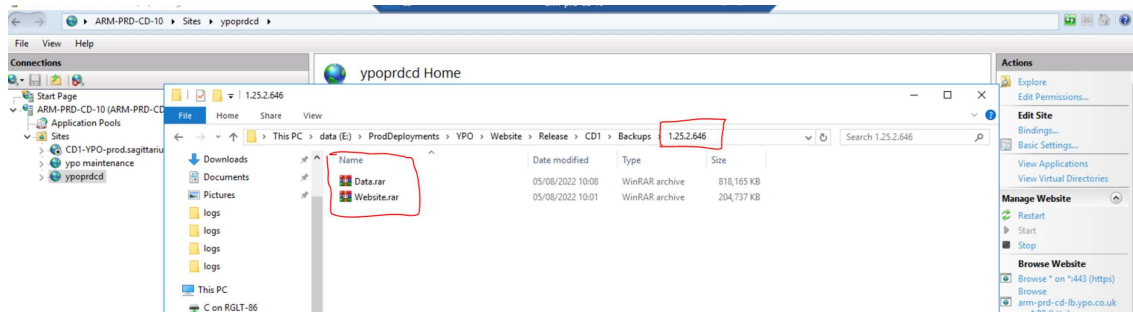 ARM-PRD-CD-10 Sites ypoprdcd
File View Help
Connections
Start Page
ARM-PRD-CD-10 (ARM-PRD-CD
Application Pools
Sites
CD1-YPO-prod.sagittariu
ypo maintenance
ypoprdcd
ypoprdcd Home
1.25.2.646
File Home Share View
This PC data (E:) ProdDeployments YPO Website Release CD1 Backups 1.25.2.646
Search 1.25.2.646
Downloads
Documents
Pictures
logs
logs
logs
logs
This PC
C on RGLT-86
Name Date modified Type Size
Data.rar 05/08/2022 10:08 WinRAR archive 818,165 KB
Website.rar 05/08/2022 10:01 WinRAR archive 204,737 KB
Actions
Explore
Edit Permissions...
Edit Site
Bindings...
Basic Settings...
View Applications
View Virtual Directories
Manage Website
Restart
Start
Stop
Browse Website
Browse * on *:443 (https)
Browse
arm-prd-cd-lb.ypo.co.uk